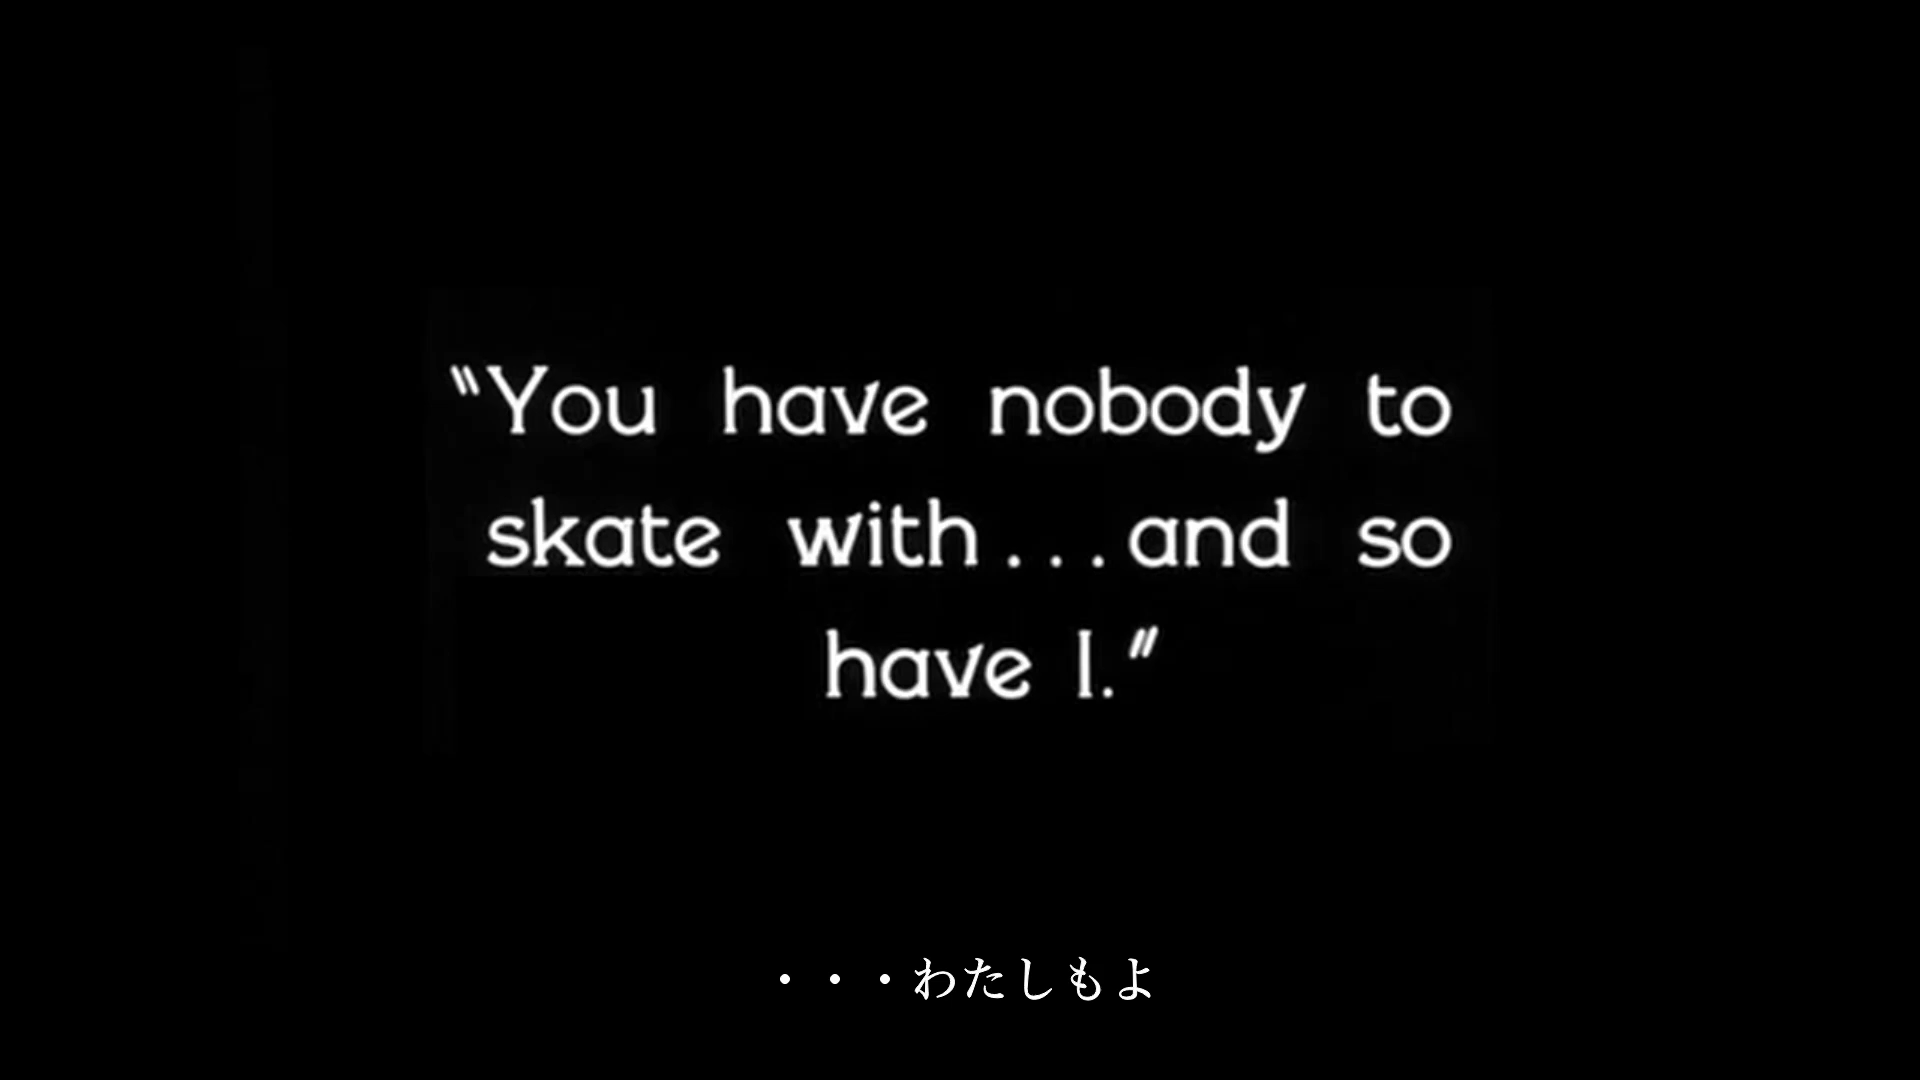 “You have nobody to
skate with...and so
have I.”
・・・わたしもよ